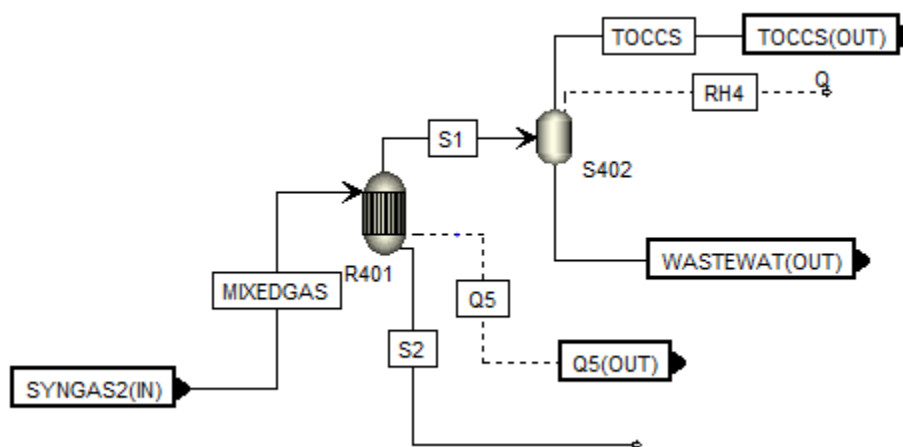 TOCCS
TOCCS(OUT)
RH4
Q
S1
S402
WASTEWAT(OUT)
R401
MIXEDGAS
Q5
S2
Q5(OUT)
SYNGAS2(IN)